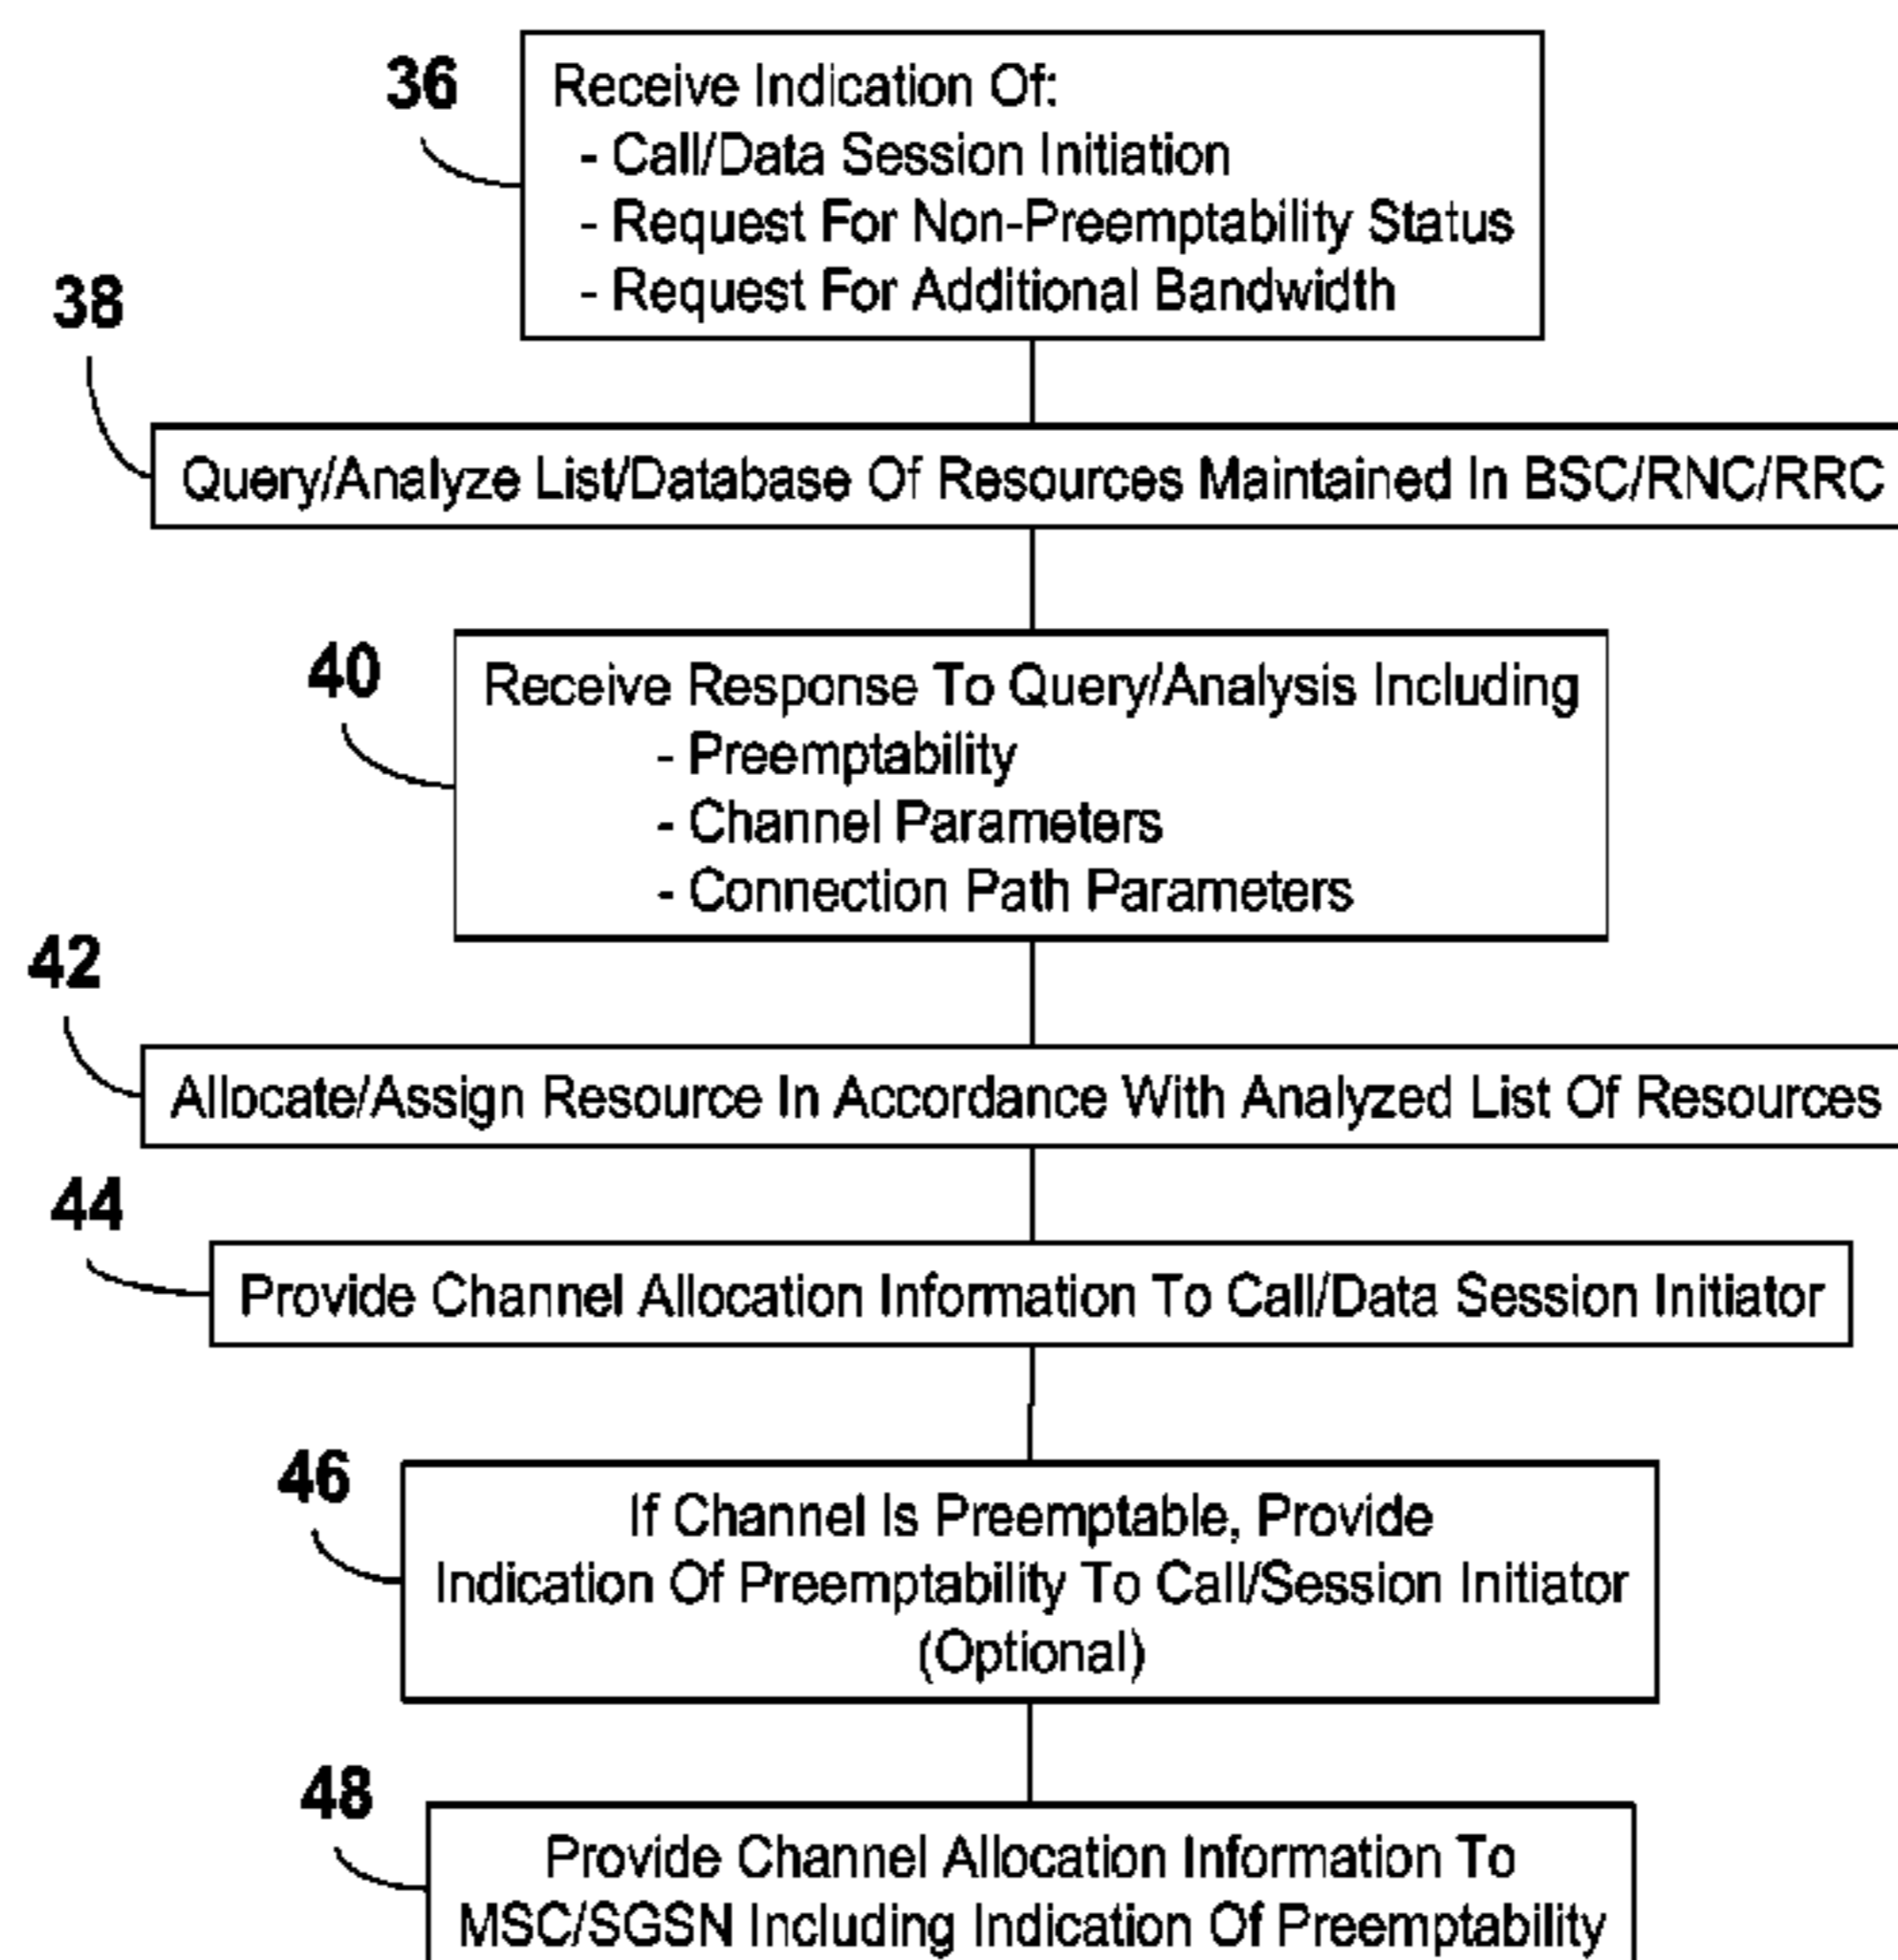 36
Receive Indication Of:
- Call/Data Session Initiation
- Request For Non-Preemptability Status
- Request For Additional Bandwidth
38
Query/Analyze List/Database Of Resources Maintained In BSC/RNC/RRC
40
Receive Response To Query/Analysis Including
- Preemptability
- Channel Parameters
- Connection Path Parameters
42
Allocate/Assign Resource In Accordance With Analyzed List Of Resources
44
Provide Channel Allocation Information To Call/Data Session Initiator
46
If Channel Is Preemptable, Provide
Indication Of Preemptability To Call/Session Initiator
(Optional)
48
Provide Channel Allocation Information To
MSC/SGSN Including Indication Of Preemptability